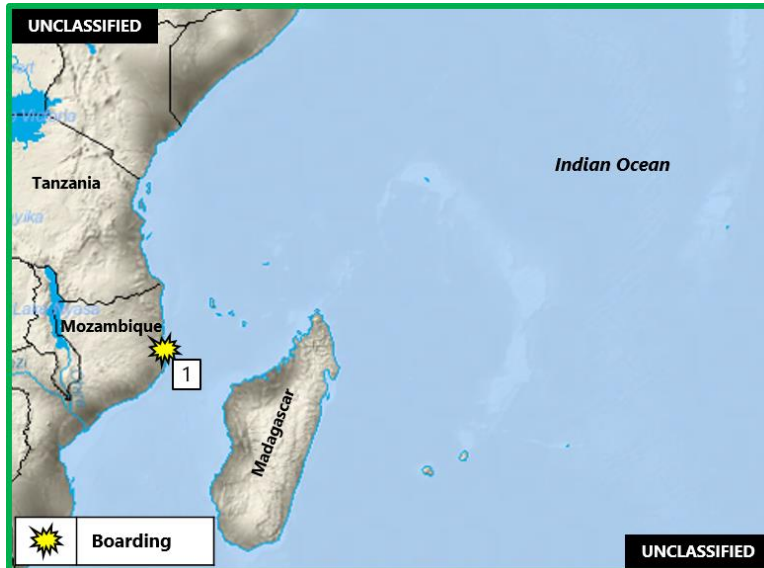 UNCLASSIFIED
Indian Ocean
Tanzania
Mozambique
1
Madagascar
Boarding
UNCLASSIFIED